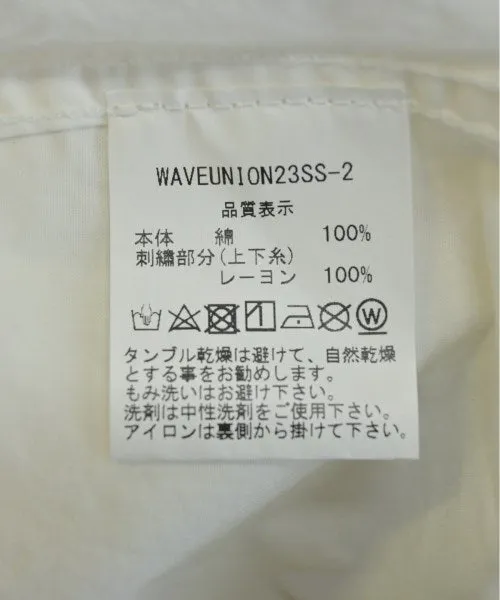 WAVEUNION23SS-2
品質表示
本体 綿 100%
刺繍部分(上下糸)
レーヨン 100%
W
タンブル乾燥は避けて、自然乾燥
とする事をお勧めします。
もみ洗いはお避け下さい。
洗剤は中性洗剤をご使用下さい。
アイロンは裏側から掛けて下さい。